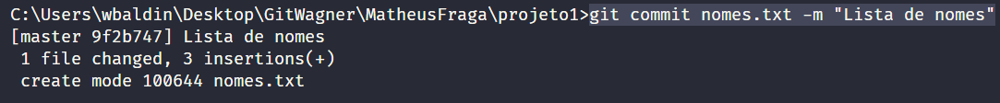 C:\Users\wbaldin\Desktop\GitWagner\MatheusFraga\projeto1>git commit nomes.txt -m "Lista de nomes"
[master 9f2b747] Lista de nomes
 1 file changed, 3 insertions(+)
 create mode 100644 nomes.txt